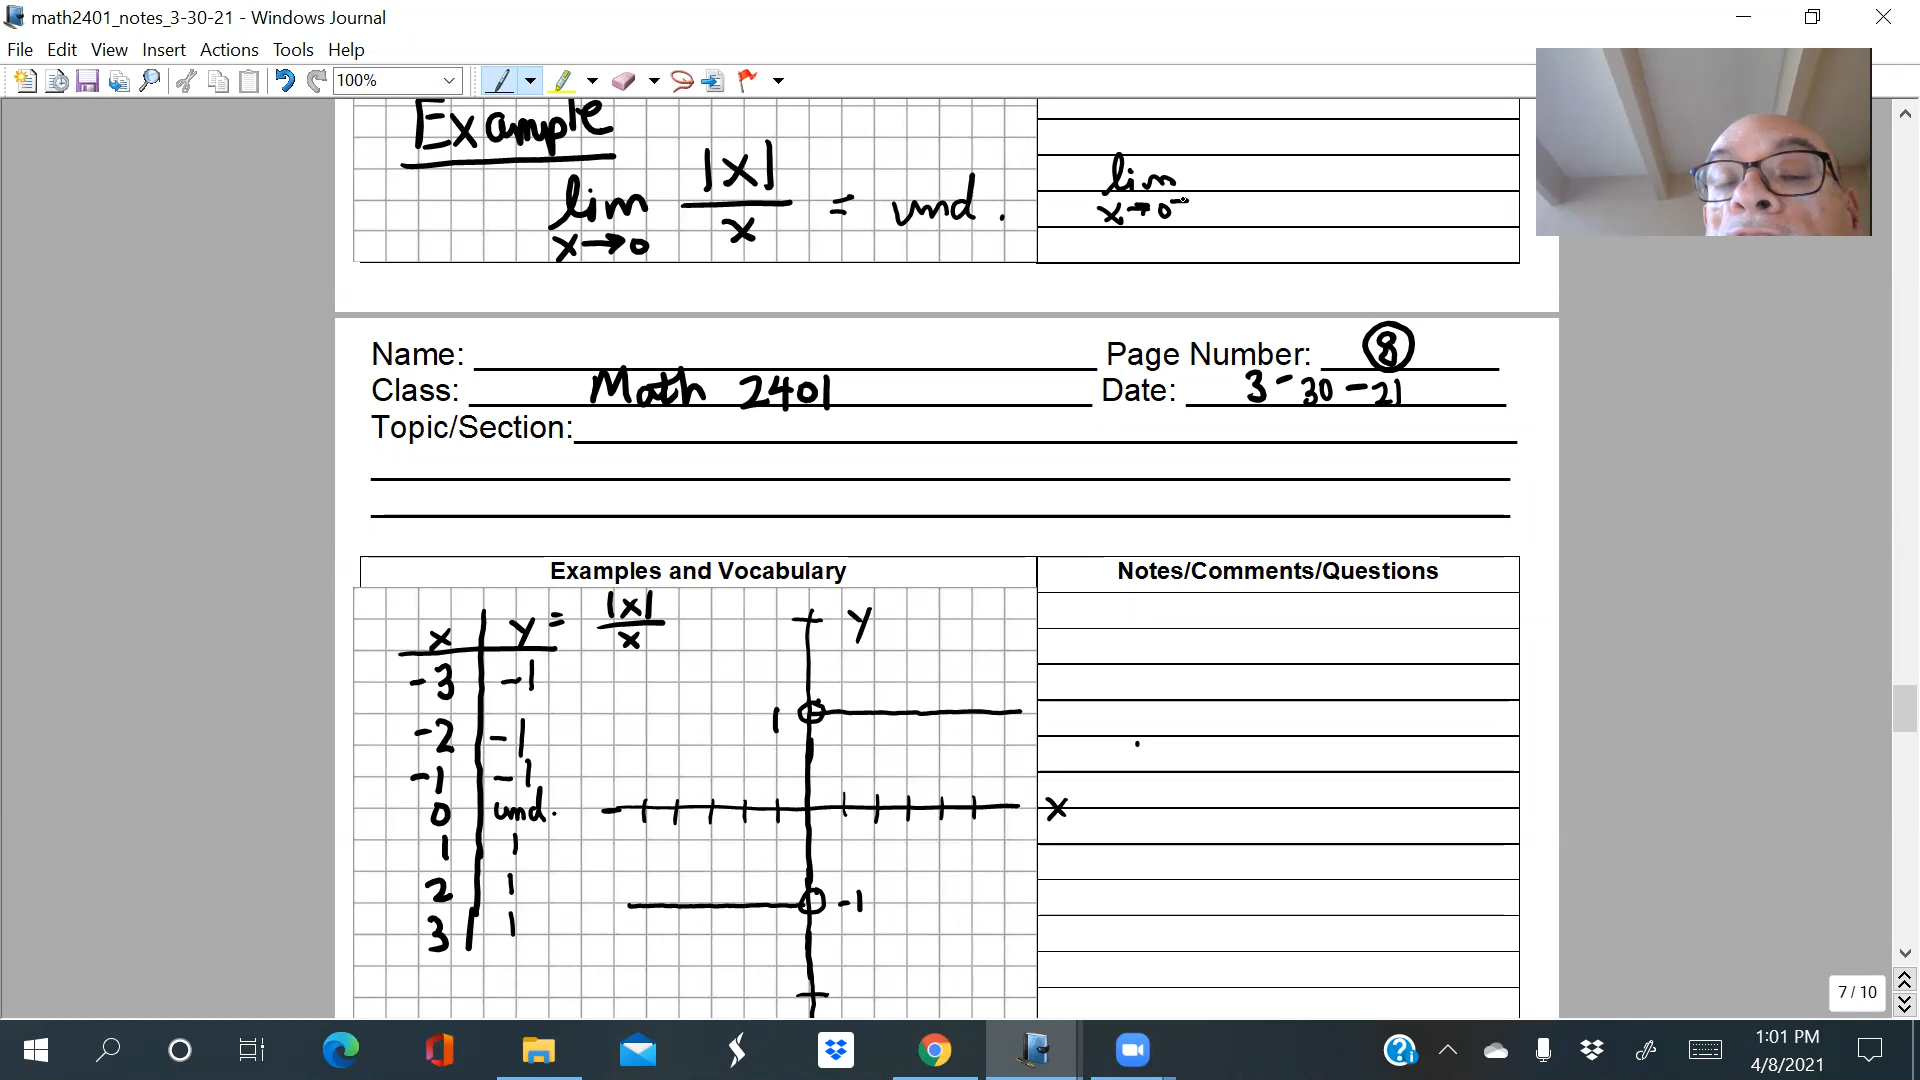 math2401_notes_3-30-21 - Windows Journal
File Edit View Insert Actions Tools Help
100%
Example
lim |x|/x = und.
x→0
lim
x→0⁻
Name:
Page Number: 8
Class: Math 2401
Date: 3-30-21
Topic/Section:
Examples and Vocabulary
Notes/Comments/Questions
x y = |x|/x
-3 -1
-2 -1
-1 -1
0 und.
1 1
2 1
3 1
y
1
x
-1
7 / 10
1:01 PM
4/8/2021